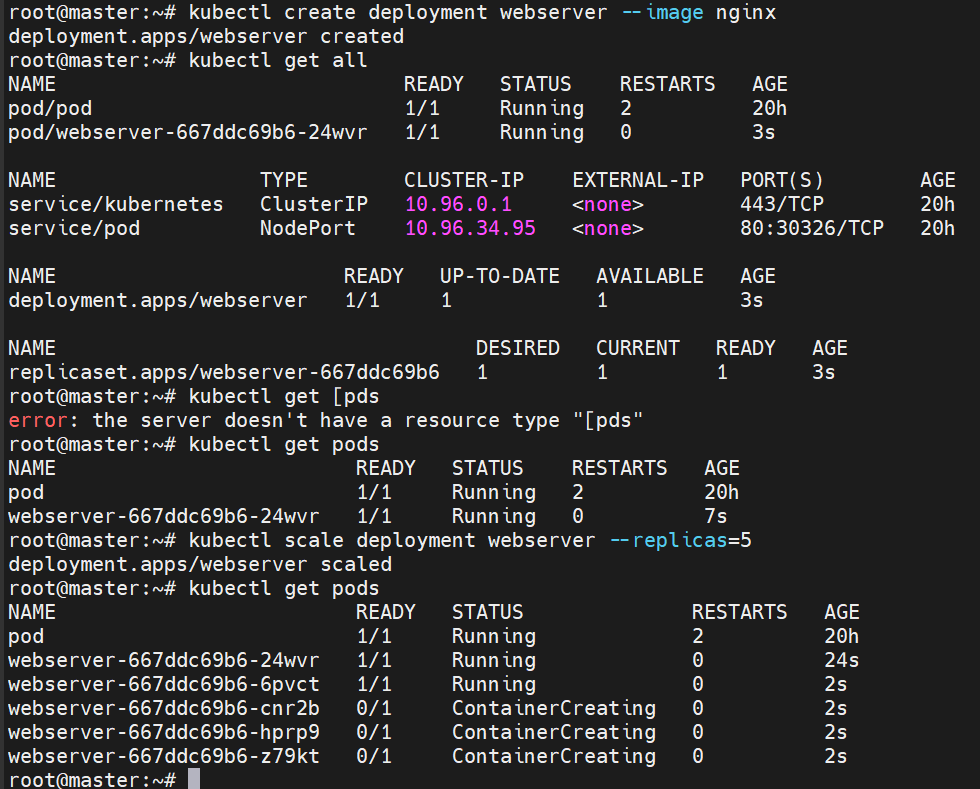 root@master:~# kubectl create deployment webserver --image nginx
deployment.apps/webserver created
root@master:~# kubectl get all
NAME                             READY   STATUS    RESTARTS   AGE
pod/pod                          1/1     Running   2          20h
pod/webserver-667ddc69b6-24wvr   1/1     Running   0          3s

NAME                 TYPE        CLUSTER-IP    EXTERNAL-IP   PORT(S)        AGE
service/kubernetes   ClusterIP   10.96.0.1     <none>        443/TCP        20h
service/pod          NodePort    10.96.34.95   <none>        80:30326/TCP   20h

NAME                        READY   UP-TO-DATE   AVAILABLE   AGE
deployment.apps/webserver   1/1     1            1           3s

NAME                                   DESIRED   CURRENT   READY   AGE
replicaset.apps/webserver-667ddc69b6   1         1         1       3s
root@master:~# kubectl get [pds
error: the server doesn't have a resource type "[pds"
root@master:~# kubectl get pods
NAME                         READY   STATUS    RESTARTS   AGE
pod                          1/1     Running   2          20h
webserver-667ddc69b6-24wvr   1/1     Running   0          7s
root@master:~# kubectl scale deployment webserver --replicas=5
deployment.apps/webserver scaled
root@master:~# kubectl get pods
NAME                         READY   STATUS              RESTARTS   AGE
pod                          1/1     Running             2          20h
webserver-667ddc69b6-24wvr   1/1     Running             0          24s
webserver-667ddc69b6-6pvct   1/1     Running             0          2s
webserver-667ddc69b6-cnr2b   0/1     ContainerCreating   0          2s
webserver-667ddc69b6-hprp9   0/1     ContainerCreating   0          2s
webserver-667ddc69b6-z79kt   0/1     ContainerCreating   0          2s
root@master:~#